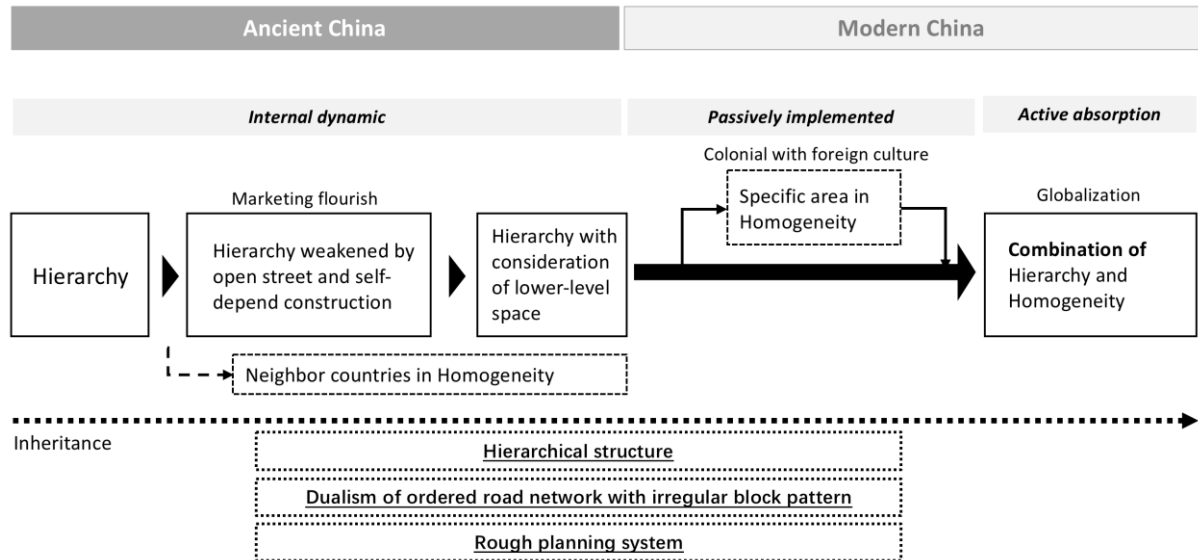 Ancient China
Modern China
Internal dynamic
Passively implemented
Active absorption
Colonial with foreign culture
Marketing flourish
Globalization
Hierarchy
Hierarchy weakened by
open street and self-
depend construction
Hierarchy with
consideration
of lower-level
space
Specific area in
Homogeneity
Combination of
Hierarchy and
Homogeneity
Neighbor countries in Homogeneity
Inheritance
Hierarchical structure
Dualism of ordered road network with irregular block pattern
Rough planning system